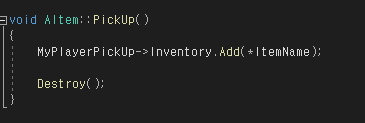 void AItem::PickUp()
{
MyPlayerPickUp->Inventory.Add(*ItemName);
Destroy();
}